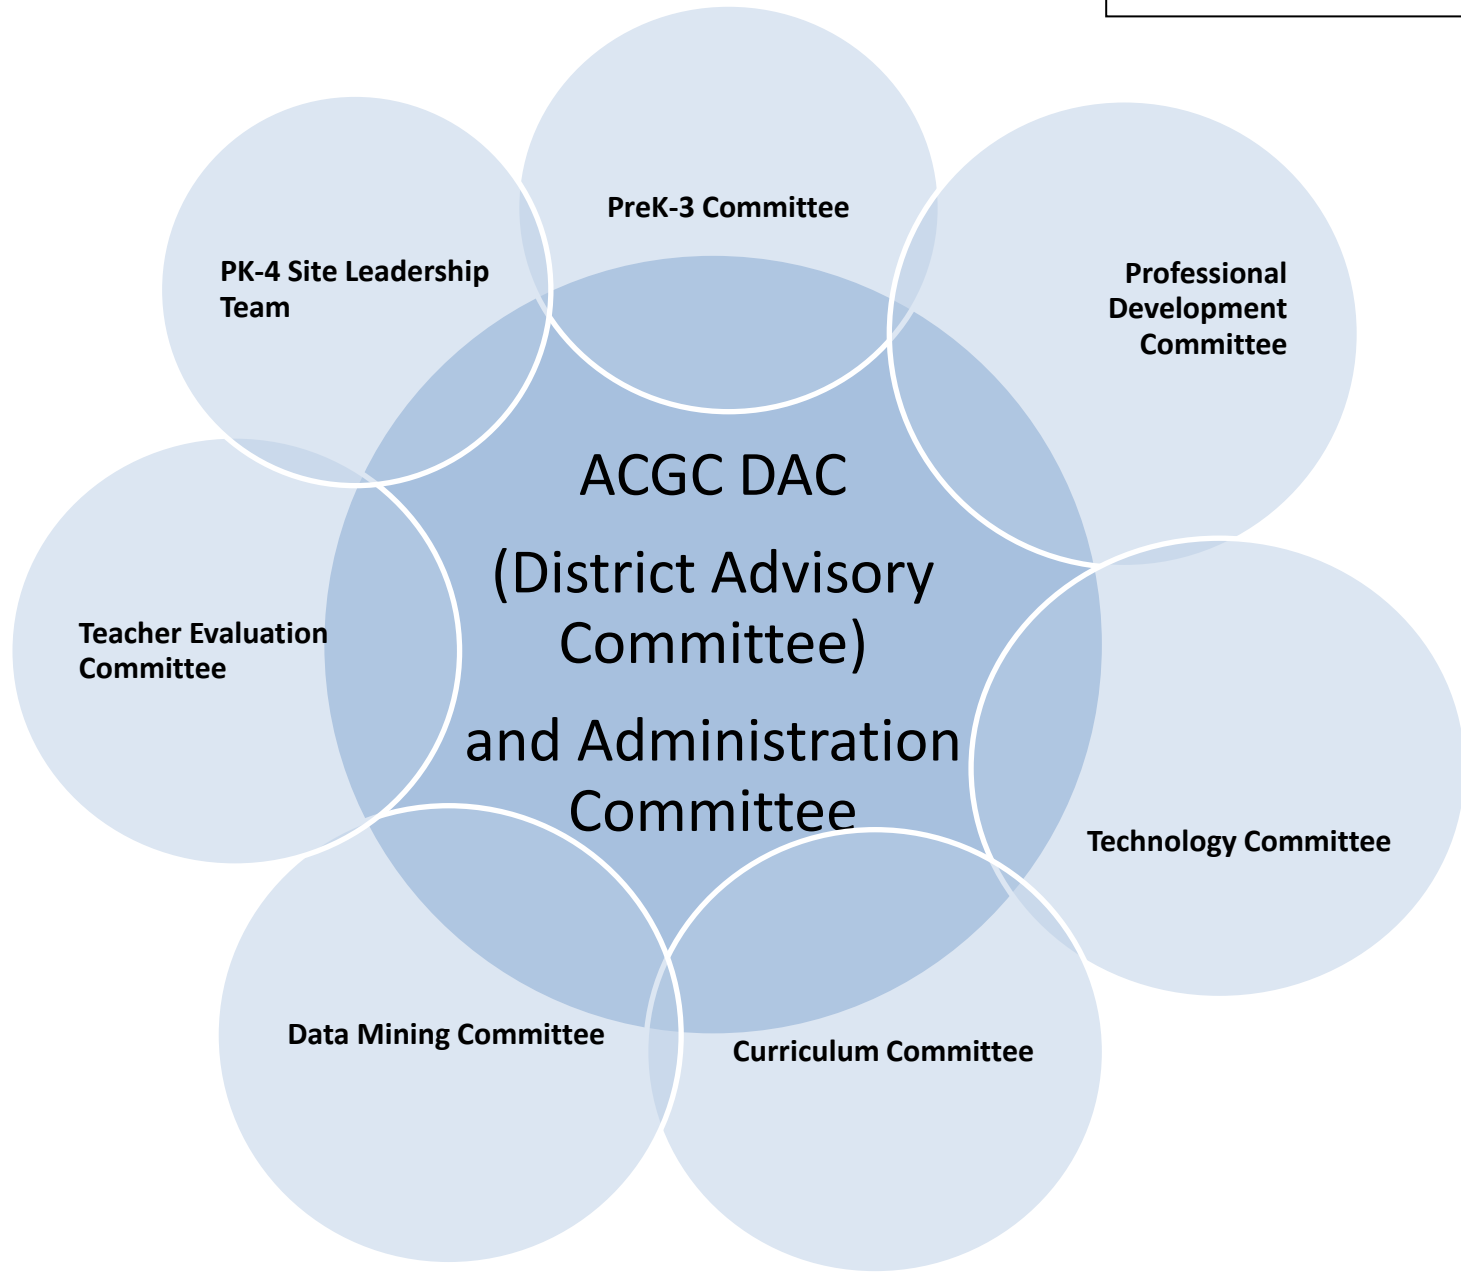 PreK-3 Committee
PK-4 Site Leadership
Team
Professional
Development
Committee
ACGC DAC
(District Advisory
Committee)
and Administration
Committee
Teacher Evaluation
Committee
Technology Committee
Data Mining Committee
Curriculum Committee